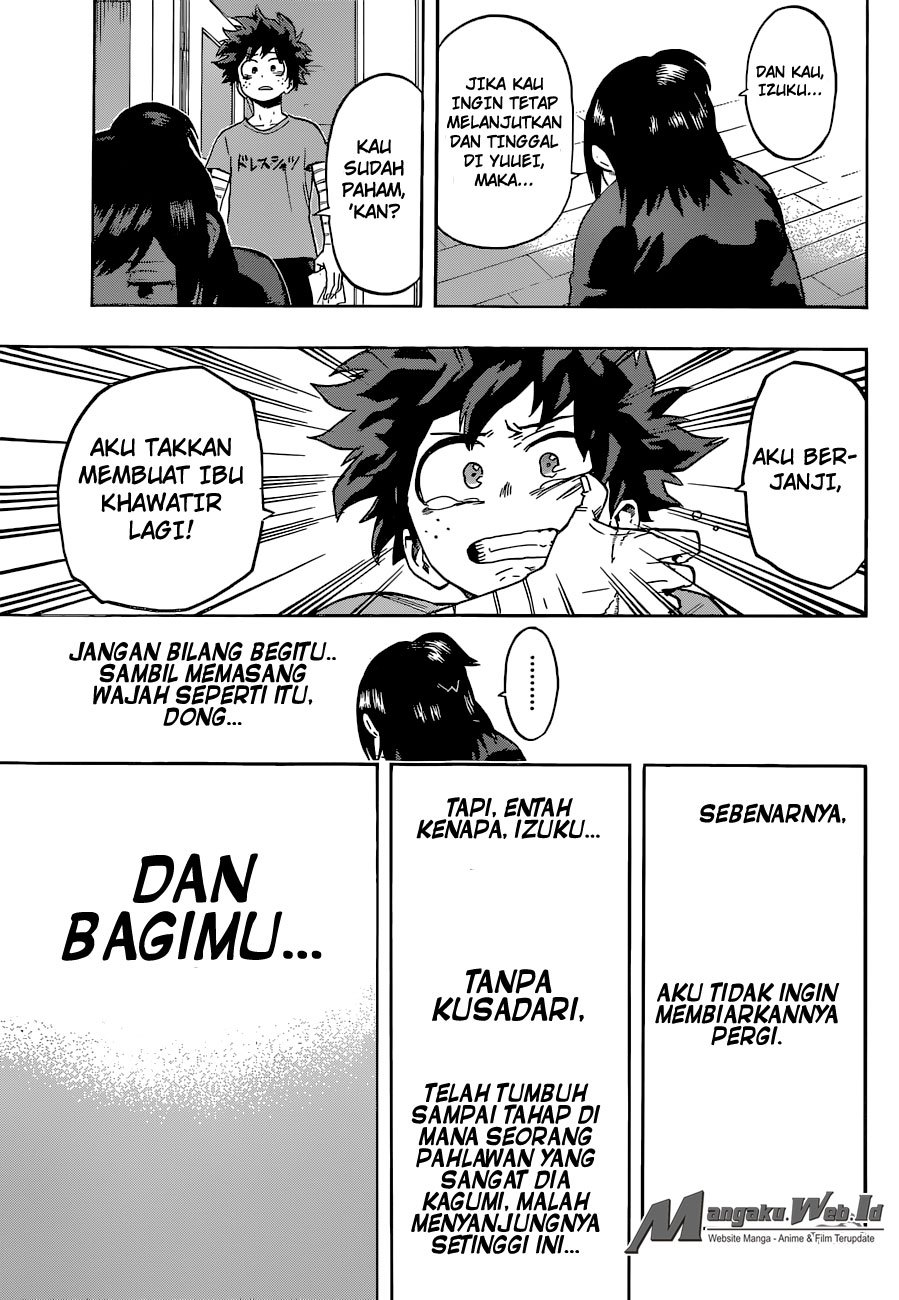 DAN KAU,
IZUKU...
JIKA KAU
INGIN TETAP
MELANJUTKAN
DAN TINGGAL
DI YUUEI,
MAKA...
KAU
SUDAH
PAHAM,
'KAN?
ドレスシャツ
AKU BER-
JANJI,
AKU TAKKAN
MEMBUAT IBU
KHAWATIR
LAGI!
.........
JANGAN BILANG BEGITU..
SAMBIL MEMASANG
WAJAH SEPERTI ITU,
DONG...
SEBENARNYA,
AKU TIDAK INGIN
MEMBIARKANNYA
PERGI.
TAPI, ENTAH
KENAPA, IZUKU...
TANPA
KUSADARI,
TELAH TUMBUH
SAMPAI TAHAP DI
MANA SEORANG
PAHLAWAN YANG
SANGAT DIA
KAGUMI, MALAH
MENYANJUNGNYA
SETINGGI INI...
DAN
BAGIMU...
Mangaku.Web.Id
Website Manga - Anime & Film Terupdate